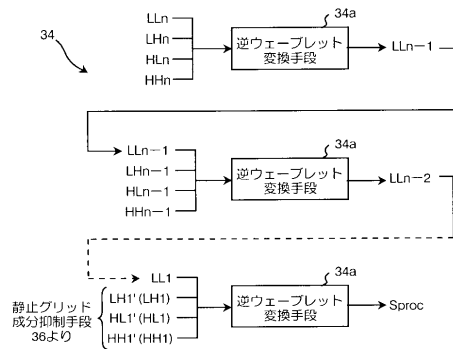 34
LLn
LHn
HLn
HHn
34a
逆ウェーブレット
変換手段
LLn−1
LLn−1
LHn−1
HLn−1
HHn−1
34a
逆ウェーブレット
変換手段
LLn−2
静止グリッド
成分抑制手段
36より
LL1
LH1'(LH1)
HL1'(HL1)
HH1'(HH1)
34a
逆ウェーブレット
変換手段
Sproc